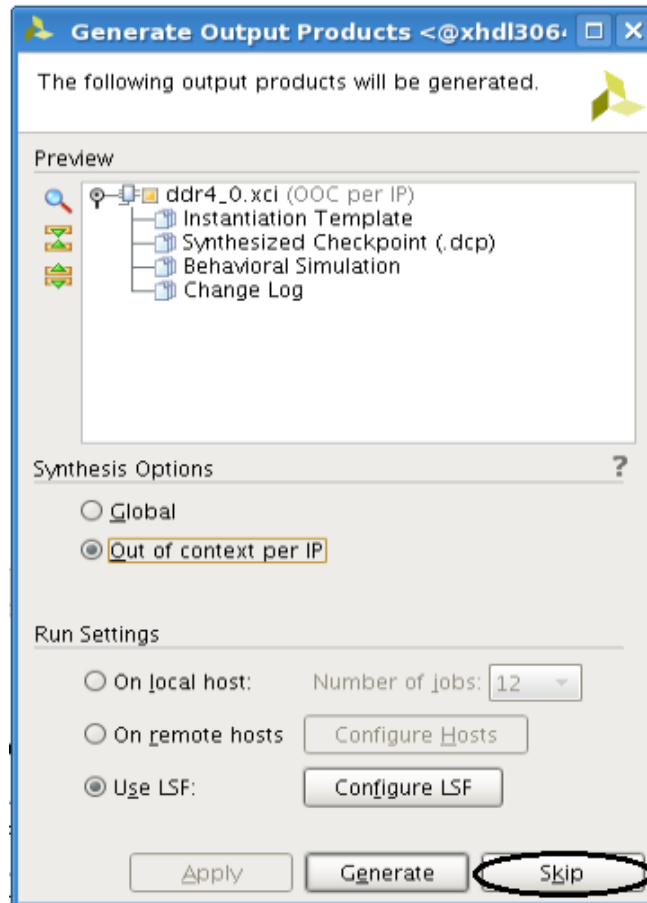 Generate Output Products <@xhdl306
The following output products will be generated.
Preview
ddr4_0.xci (OOC per IP)
Instantiation Template
Synthesized Checkpoint (.dcp)
Behavioral Simulation
Change Log
Synthesis Options ?
Global
Out of context per IP
Run Settings
On local host: Number of jobs: 12
On remote hosts Configure Hosts
Use LSF: Configure LSF
Apply Generate Skip